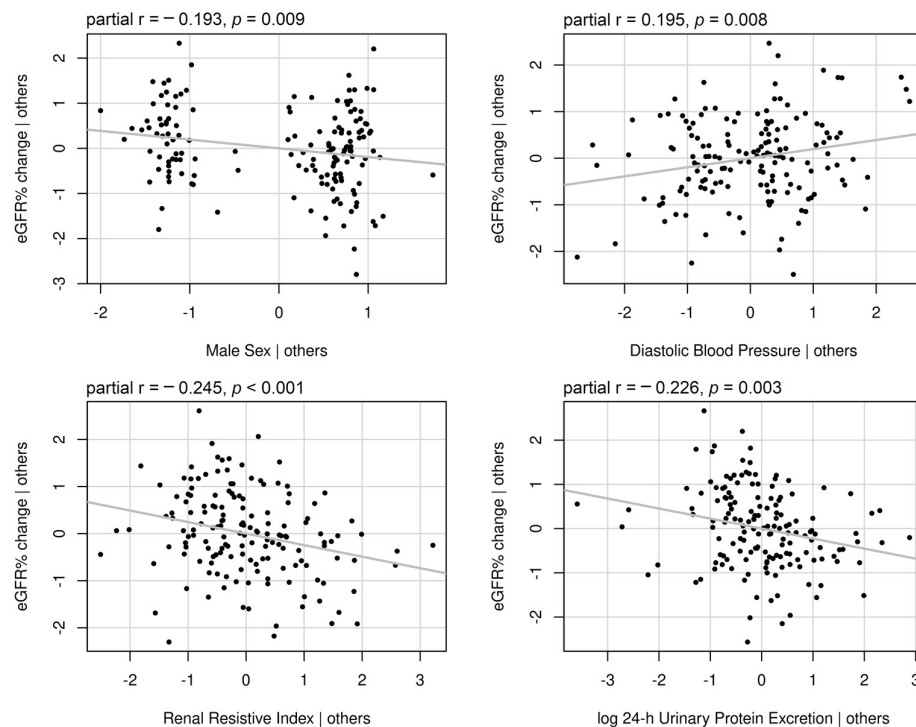 partial r = − 0.193, p = 0.009
eGFR% change | others
2
1
0
-1
-2
-3
-2 -1 0 1
Male Sex | others
partial r = 0.195, p = 0.008
eGFR% change | others
2
1
0
-1
-2
-2 -1 0 1 2
Diastolic Blood Pressure | others
partial r = − 0.245, p < 0.001
eGFR% change | others
2
1
0
-1
-2
-2 -1 0 1 2 3
Renal Resistive Index | others
partial r = − 0.226, p = 0.003
eGFR% change | others
2
1
0
-1
-2
-3 -2 -1 0 1 2 3
log 24-h Urinary Protein Excretion | others